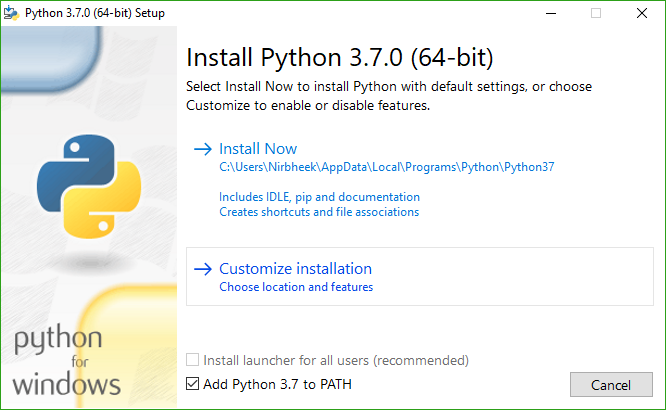 Python 3.7.0 (64-bit) Setup
Install Python 3.7.0 (64-bit)
Select Install Now to install Python with default settings, or choose
Customize to enable or disable features.
Install Now
C:\Users\Nirbheek\AppData\Local\Programs\Python\Python37
Includes IDLE, pip and documentation
Creates shortcuts and file associations
Customize installation
Choose location and features
python
for
windows
Install launcher for all users (recommended)
Add Python 3.7 to PATH
Cancel